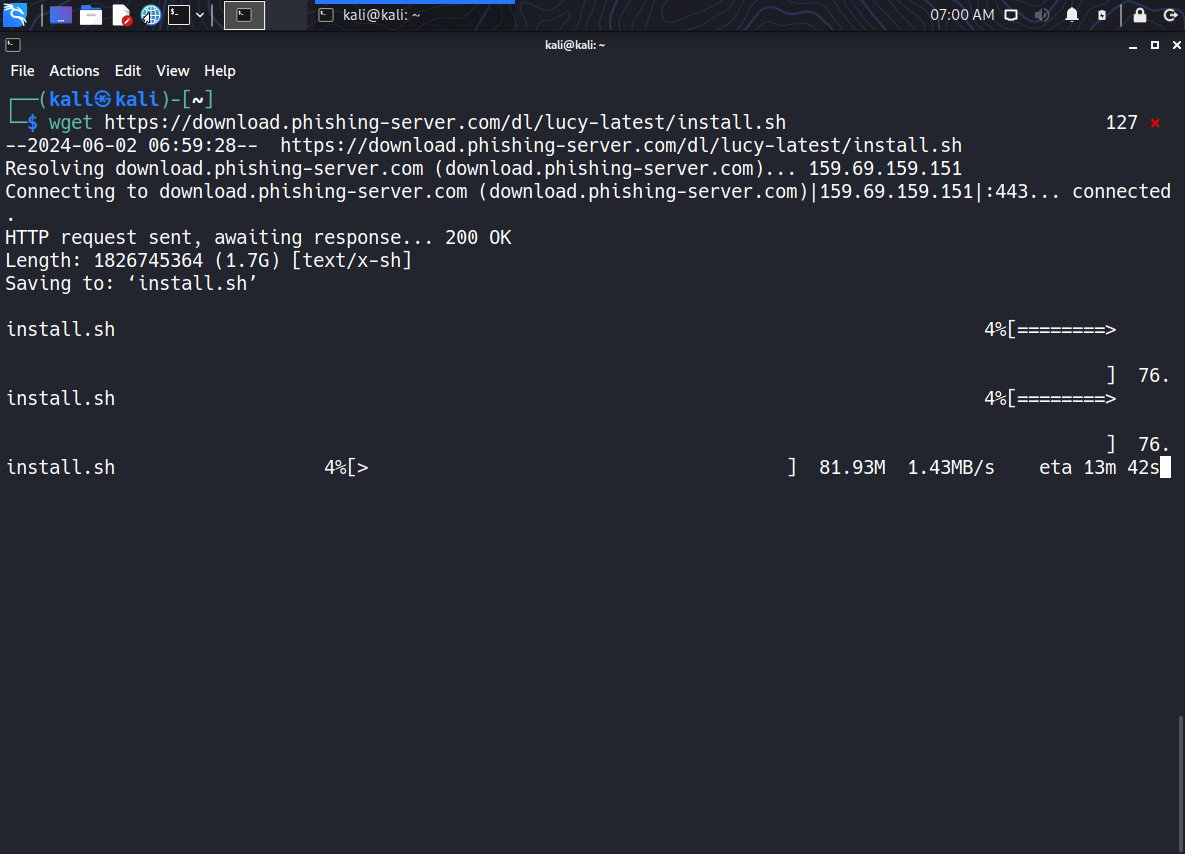 kali@kali: ~
07:00 AM
kali@kali: ~
File Actions Edit View Help
┌──(kali㉿kali)-[~]
└─$ wget https://download.phishing-server.com/dl/lucy-latest/install.sh 127 ⨯
--2024-06-02 06:59:28-- https://download.phishing-server.com/dl/lucy-latest/install.sh
Resolving download.phishing-server.com (download.phishing-server.com)... 159.69.159.151
Connecting to download.phishing-server.com (download.phishing-server.com)|159.69.159.151|:443... connected
.
HTTP request sent, awaiting response... 200 OK
Length: 1826745364 (1.7G) [text/x-sh]
Saving to: ‘install.sh’
install.sh 4%[========>
] 76.
install.sh 4%[========>
] 76.
install.sh 4%[> ] 81.93M 1.43MB/s eta 13m 42s